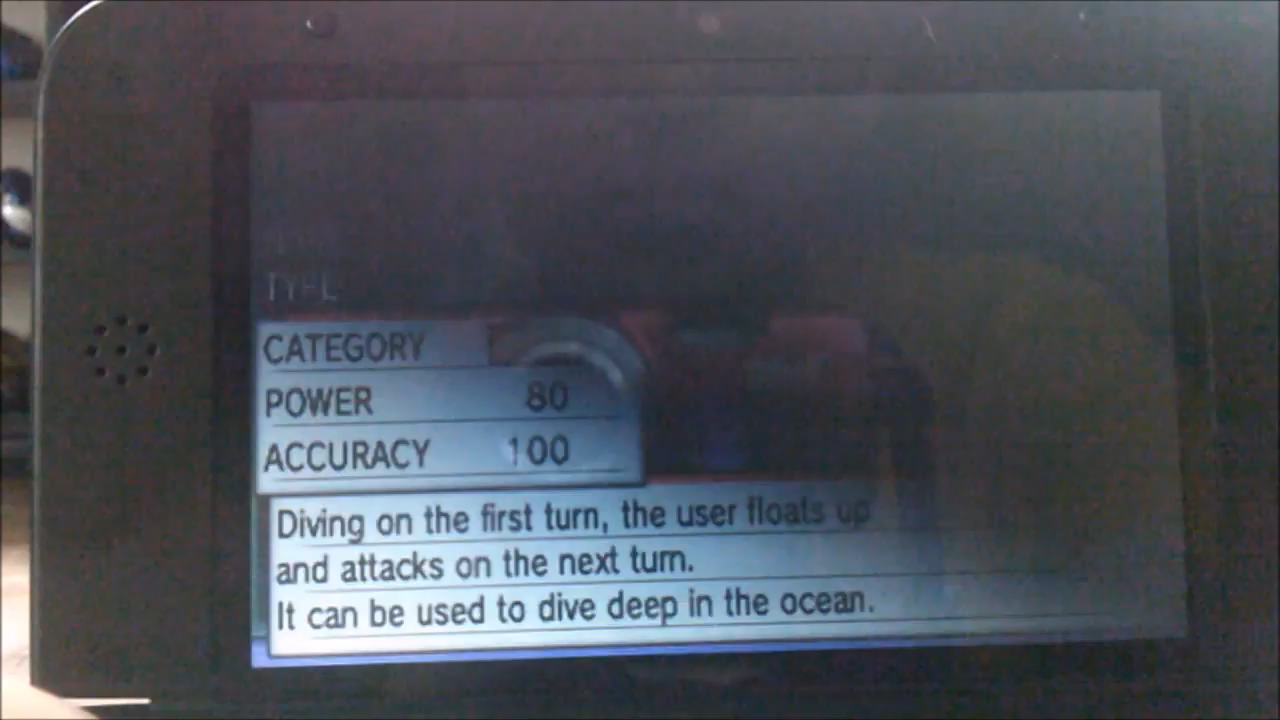 TYPE
CATEGORY
POWER 80
ACCURACY 100
Diving on the first turn, the user floats up
and attacks on the next turn.
It can be used to dive deep in the ocean.